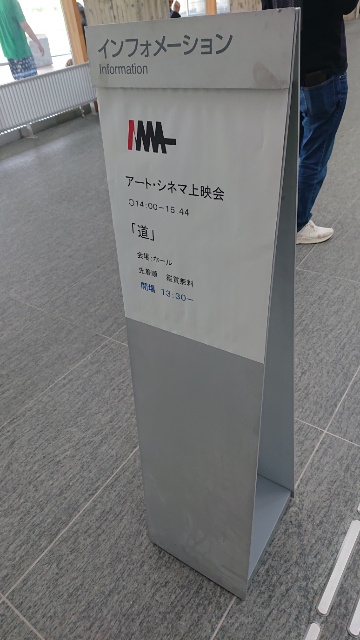 インフォメーション
Information
アート・シネマ上映会
14:00-15:44
「道」
会場:ホール
先着順 鑑賞無料
開場 13:30-